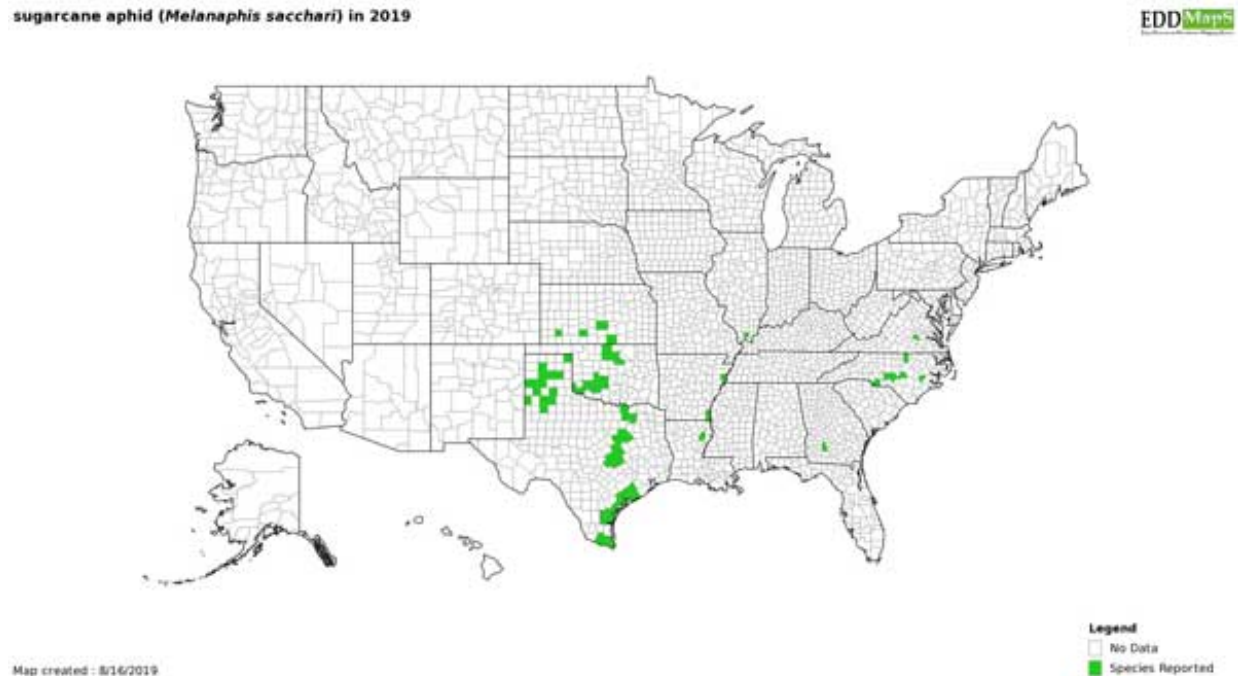 sugarcane aphid (Melanaphis sacchari) in 2019
EDDMapS
Legend
No Data
Species Reported
Map created : 8/16/2019